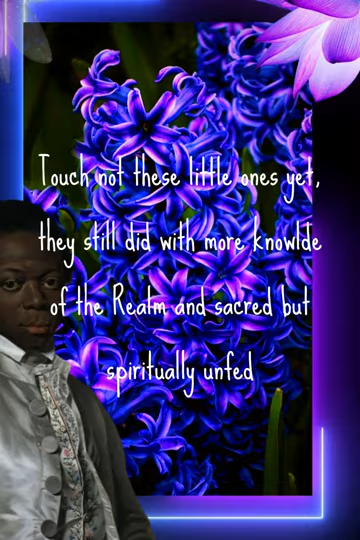 Touch not these little ones yet,
they still did with more knowlde
of the Realm and sacred but
spiritually unfed